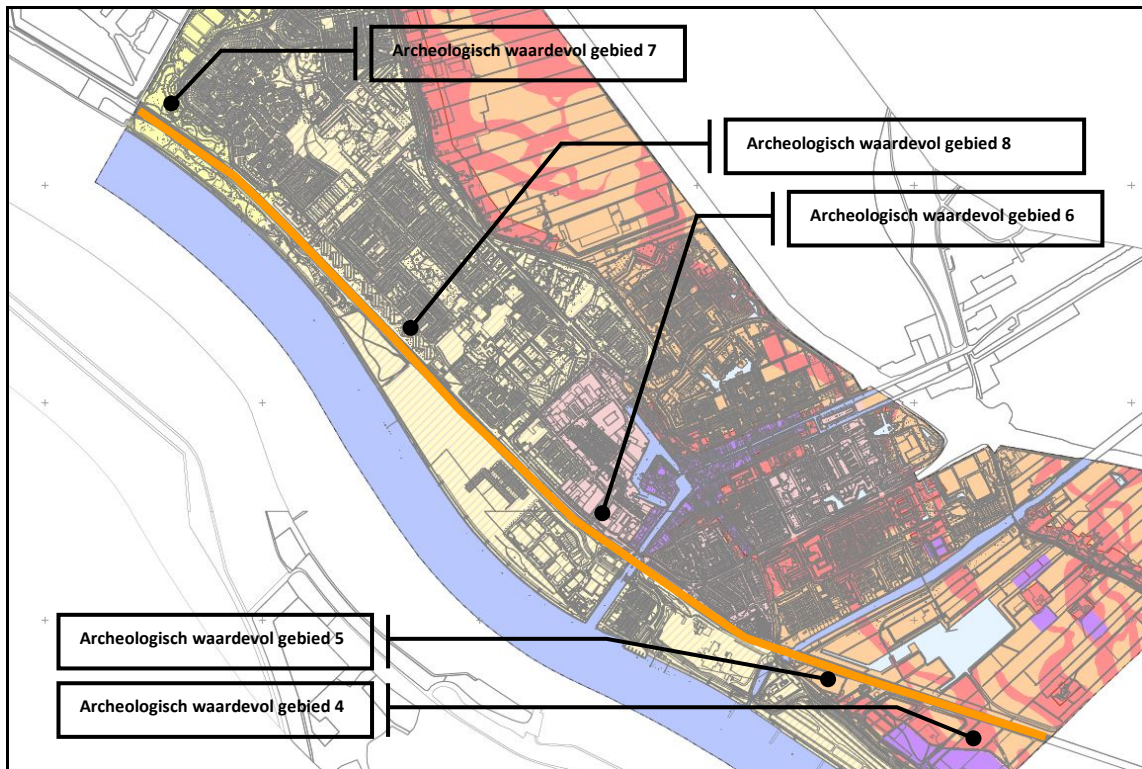 Archeologisch waardevol gebied 7
Archeologisch waardevol gebied 8
Archeologisch waardevol gebied 6
Archeologisch waardevol gebied 5
Archeologisch waardevol gebied 4